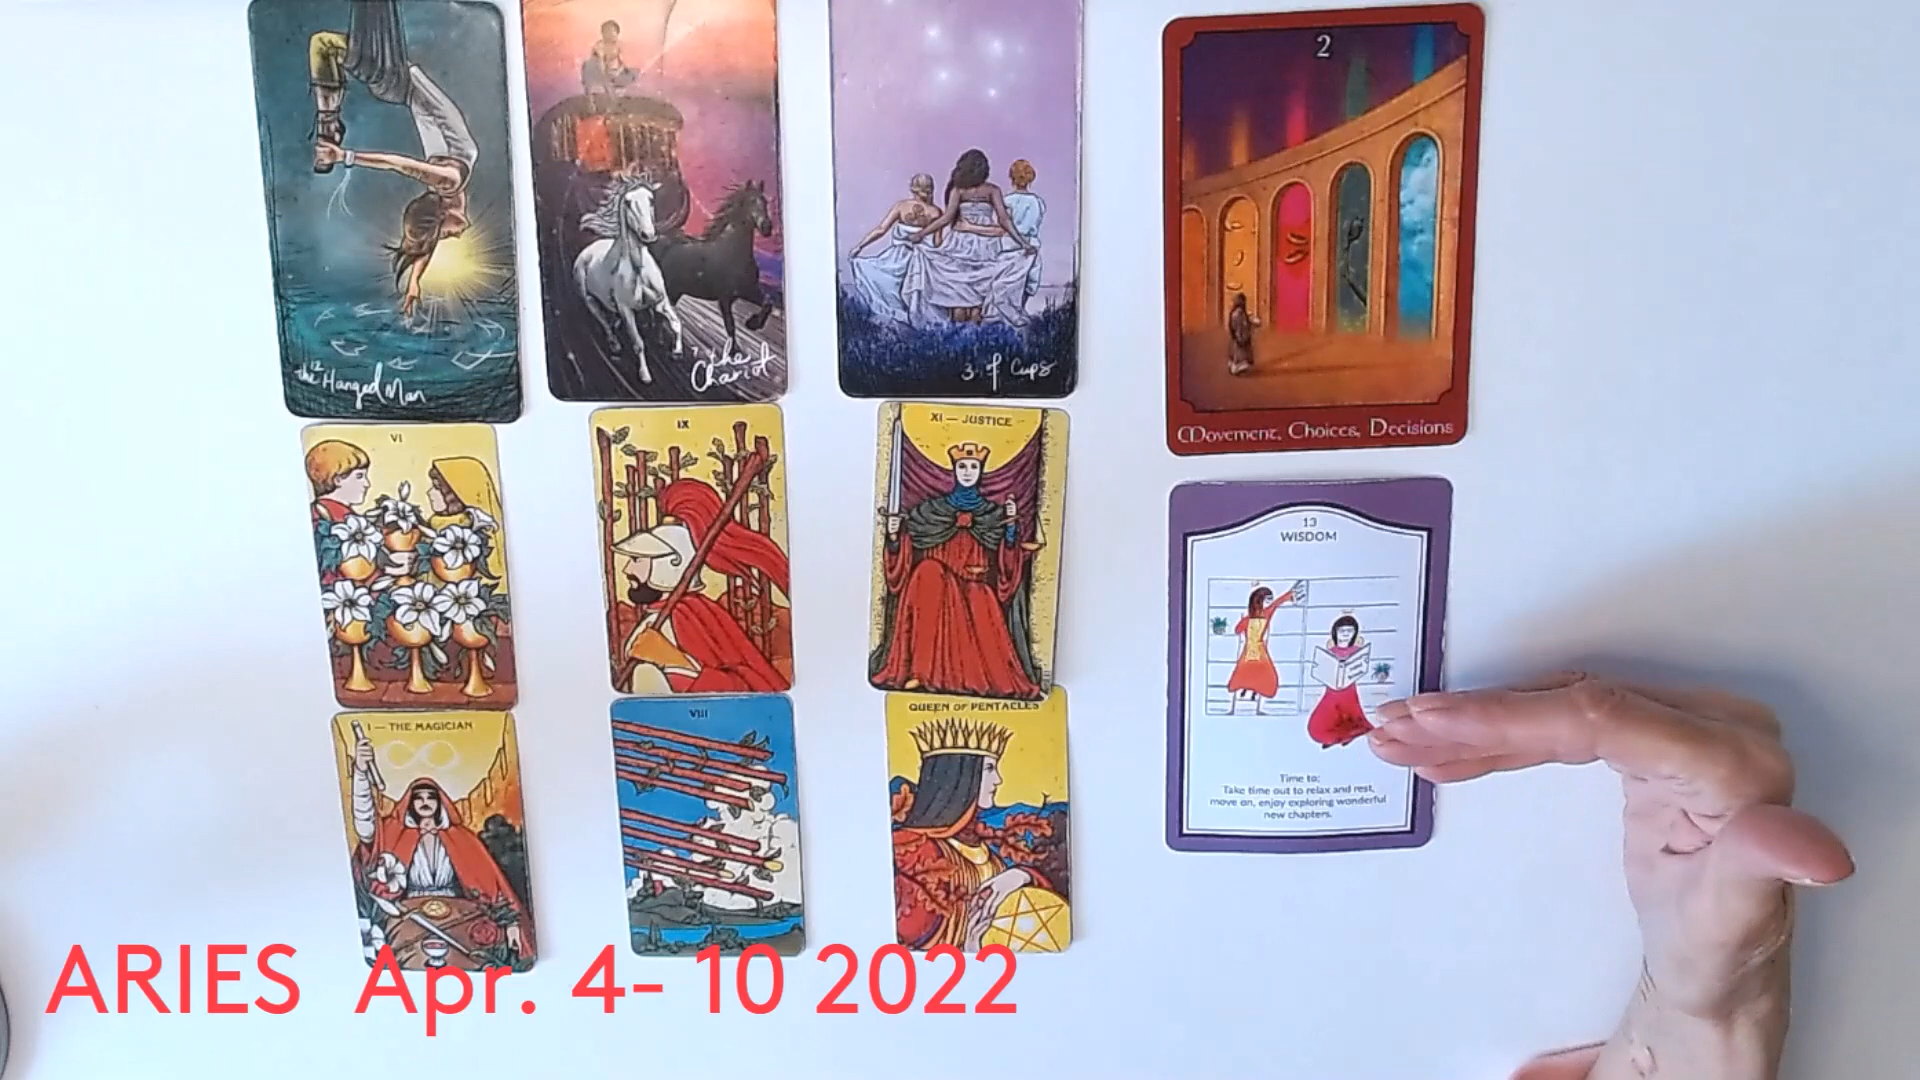 12
the Hanged Man
7
the
Chariot
3 of Cups
2
Movement, Choices, Decisions
VI
IX
XI — JUSTICE
13
WISDOM
Time to;
Take time out to relax and rest,
move on, enjoy exploring wonderful
new chapters.
I — THE MAGICIAN
VIII
QUEEN OF PENTACLES
ARIES Apr. 4- 10 2022